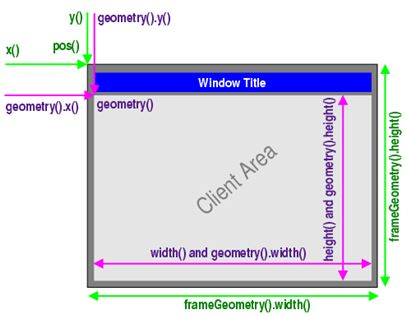 y()
geometry().y()
x()
pos()
Window Title
geometry().x()
geometry()
Client Area
height() and geometry().height()
frameGeometry().height()
width() and geometry().width()
frameGeometry().width()